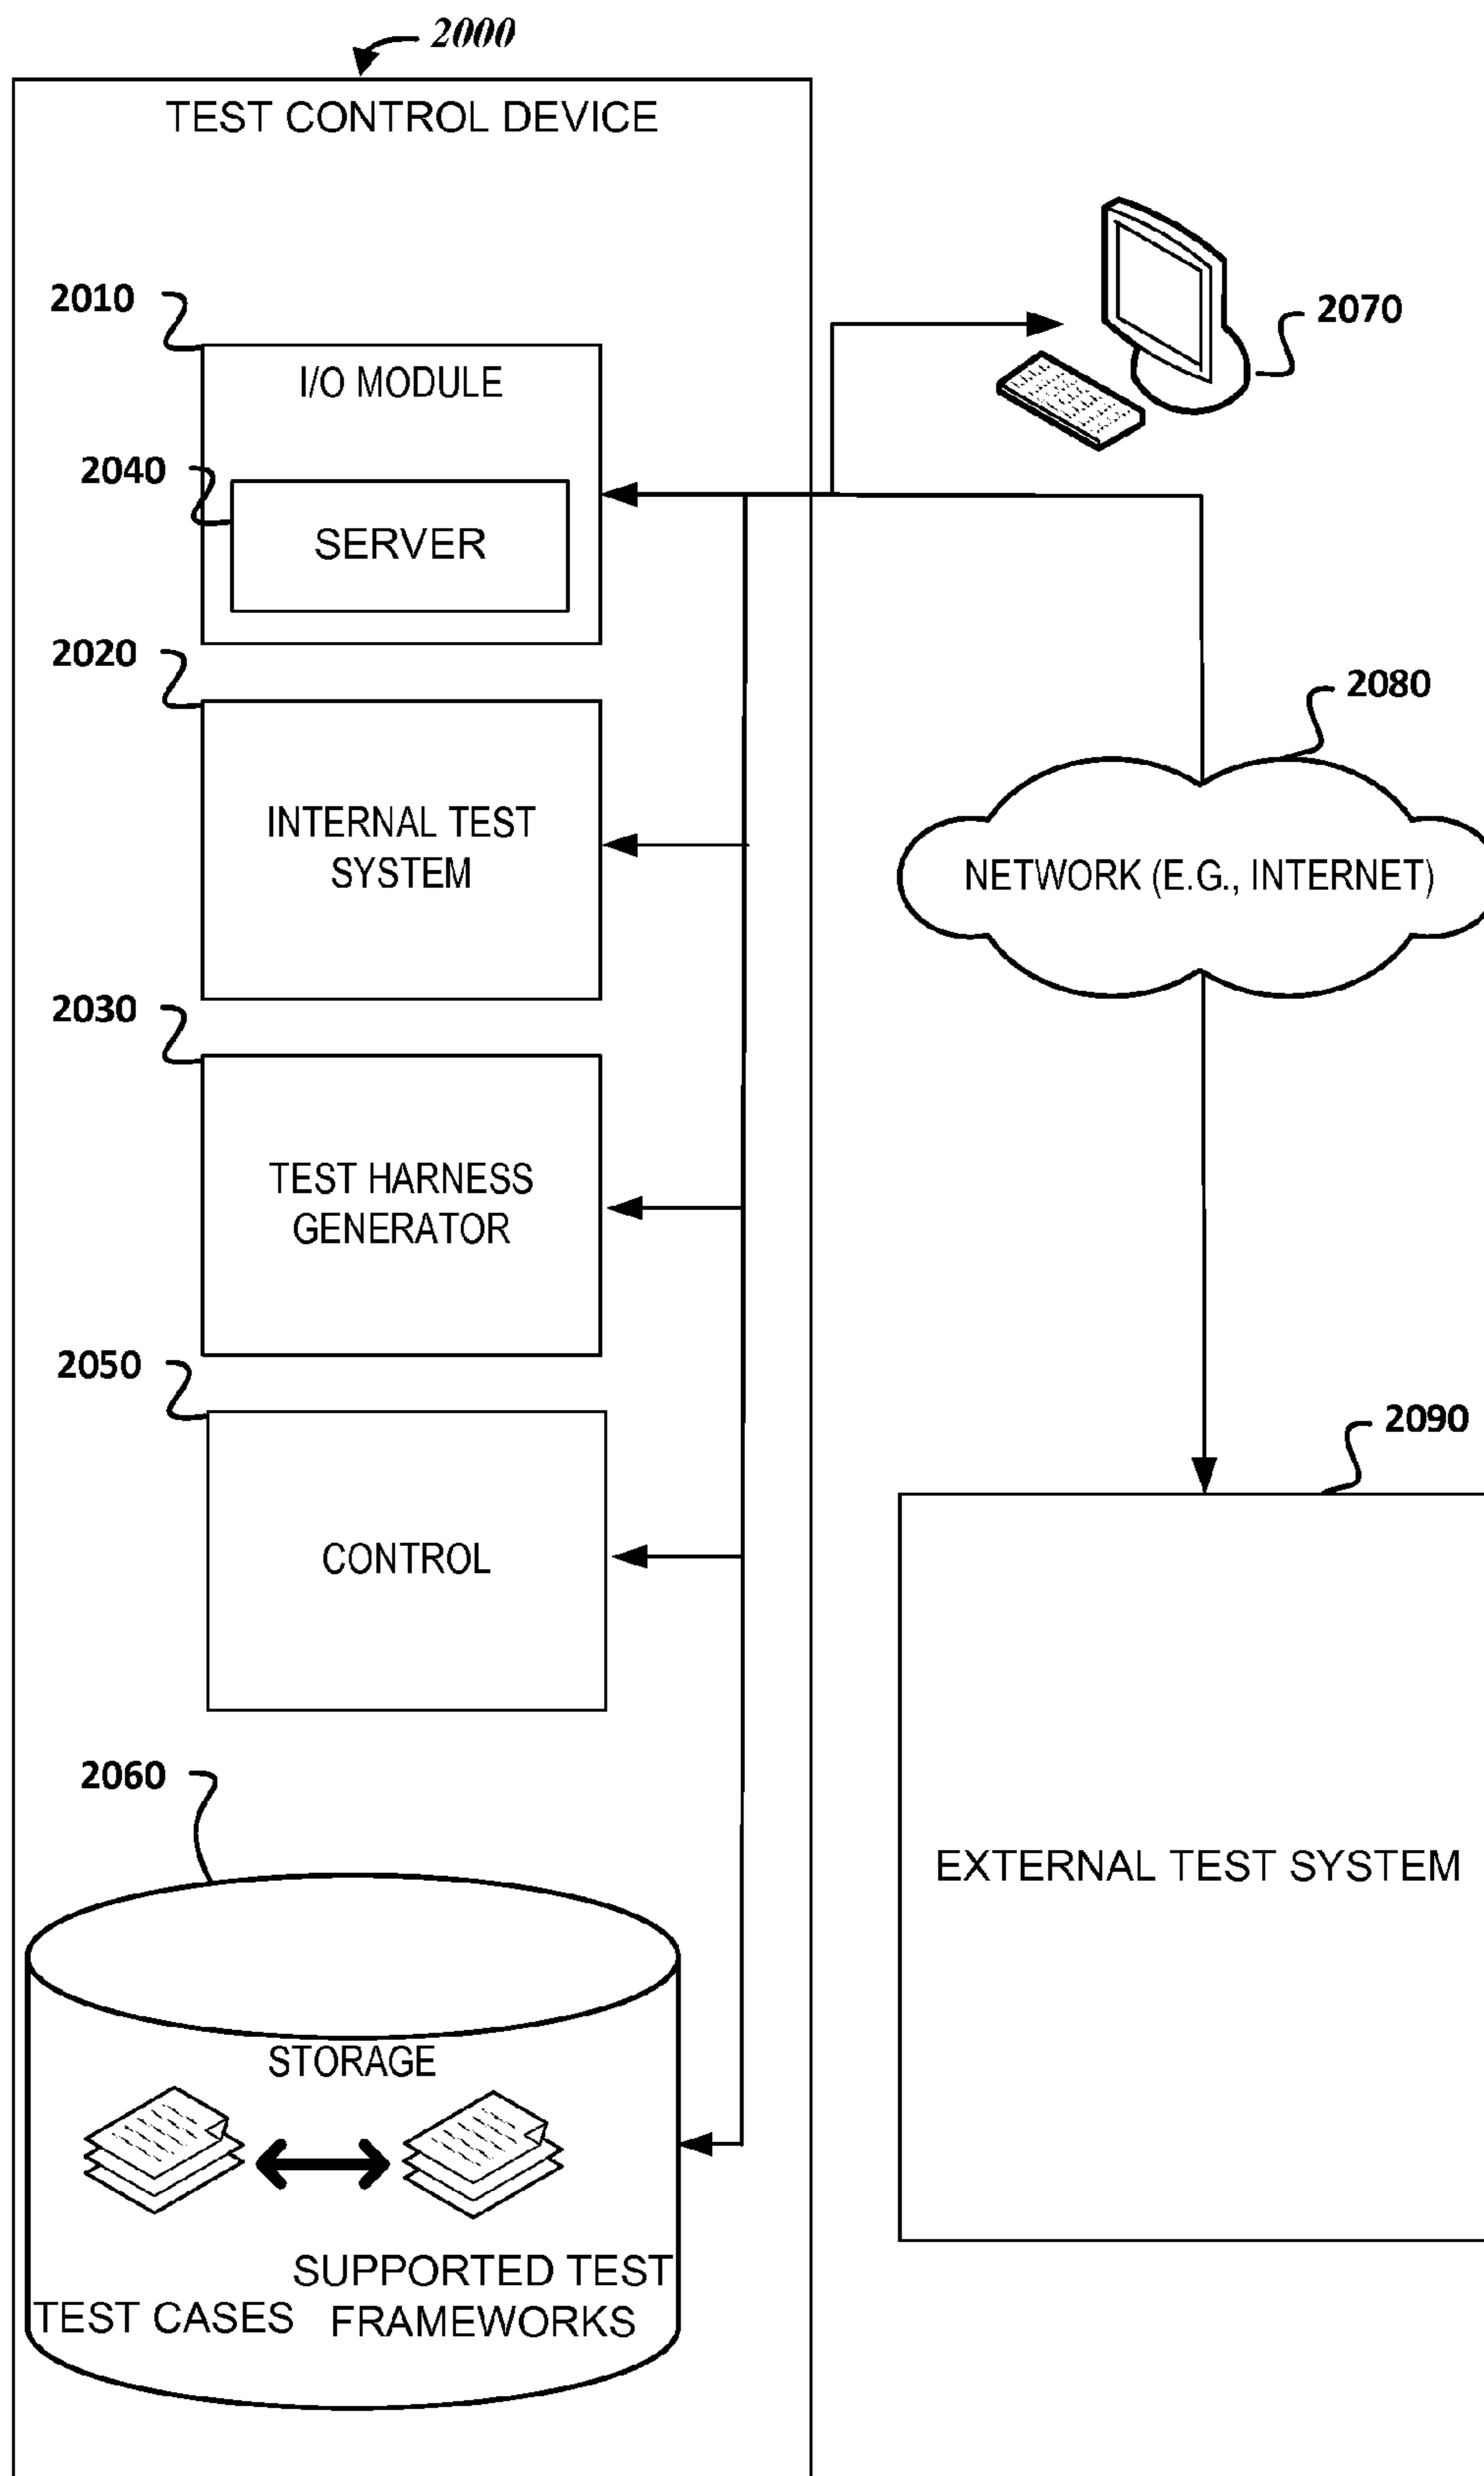 2000
TEST CONTROL DEVICE
2010
I/O MODULE
2070
2040
SERVER
2020
2080
INTERNAL TEST
SYSTEM
NETWORK (E.G., INTERNET)
2030
TEST HARNESS
GENERATOR
2050
2090
CONTROL
2060
EXTERNAL TEST SYSTEM
STORAGE
TEST CASES
SUPPORTED TEST
FRAMEWORKS